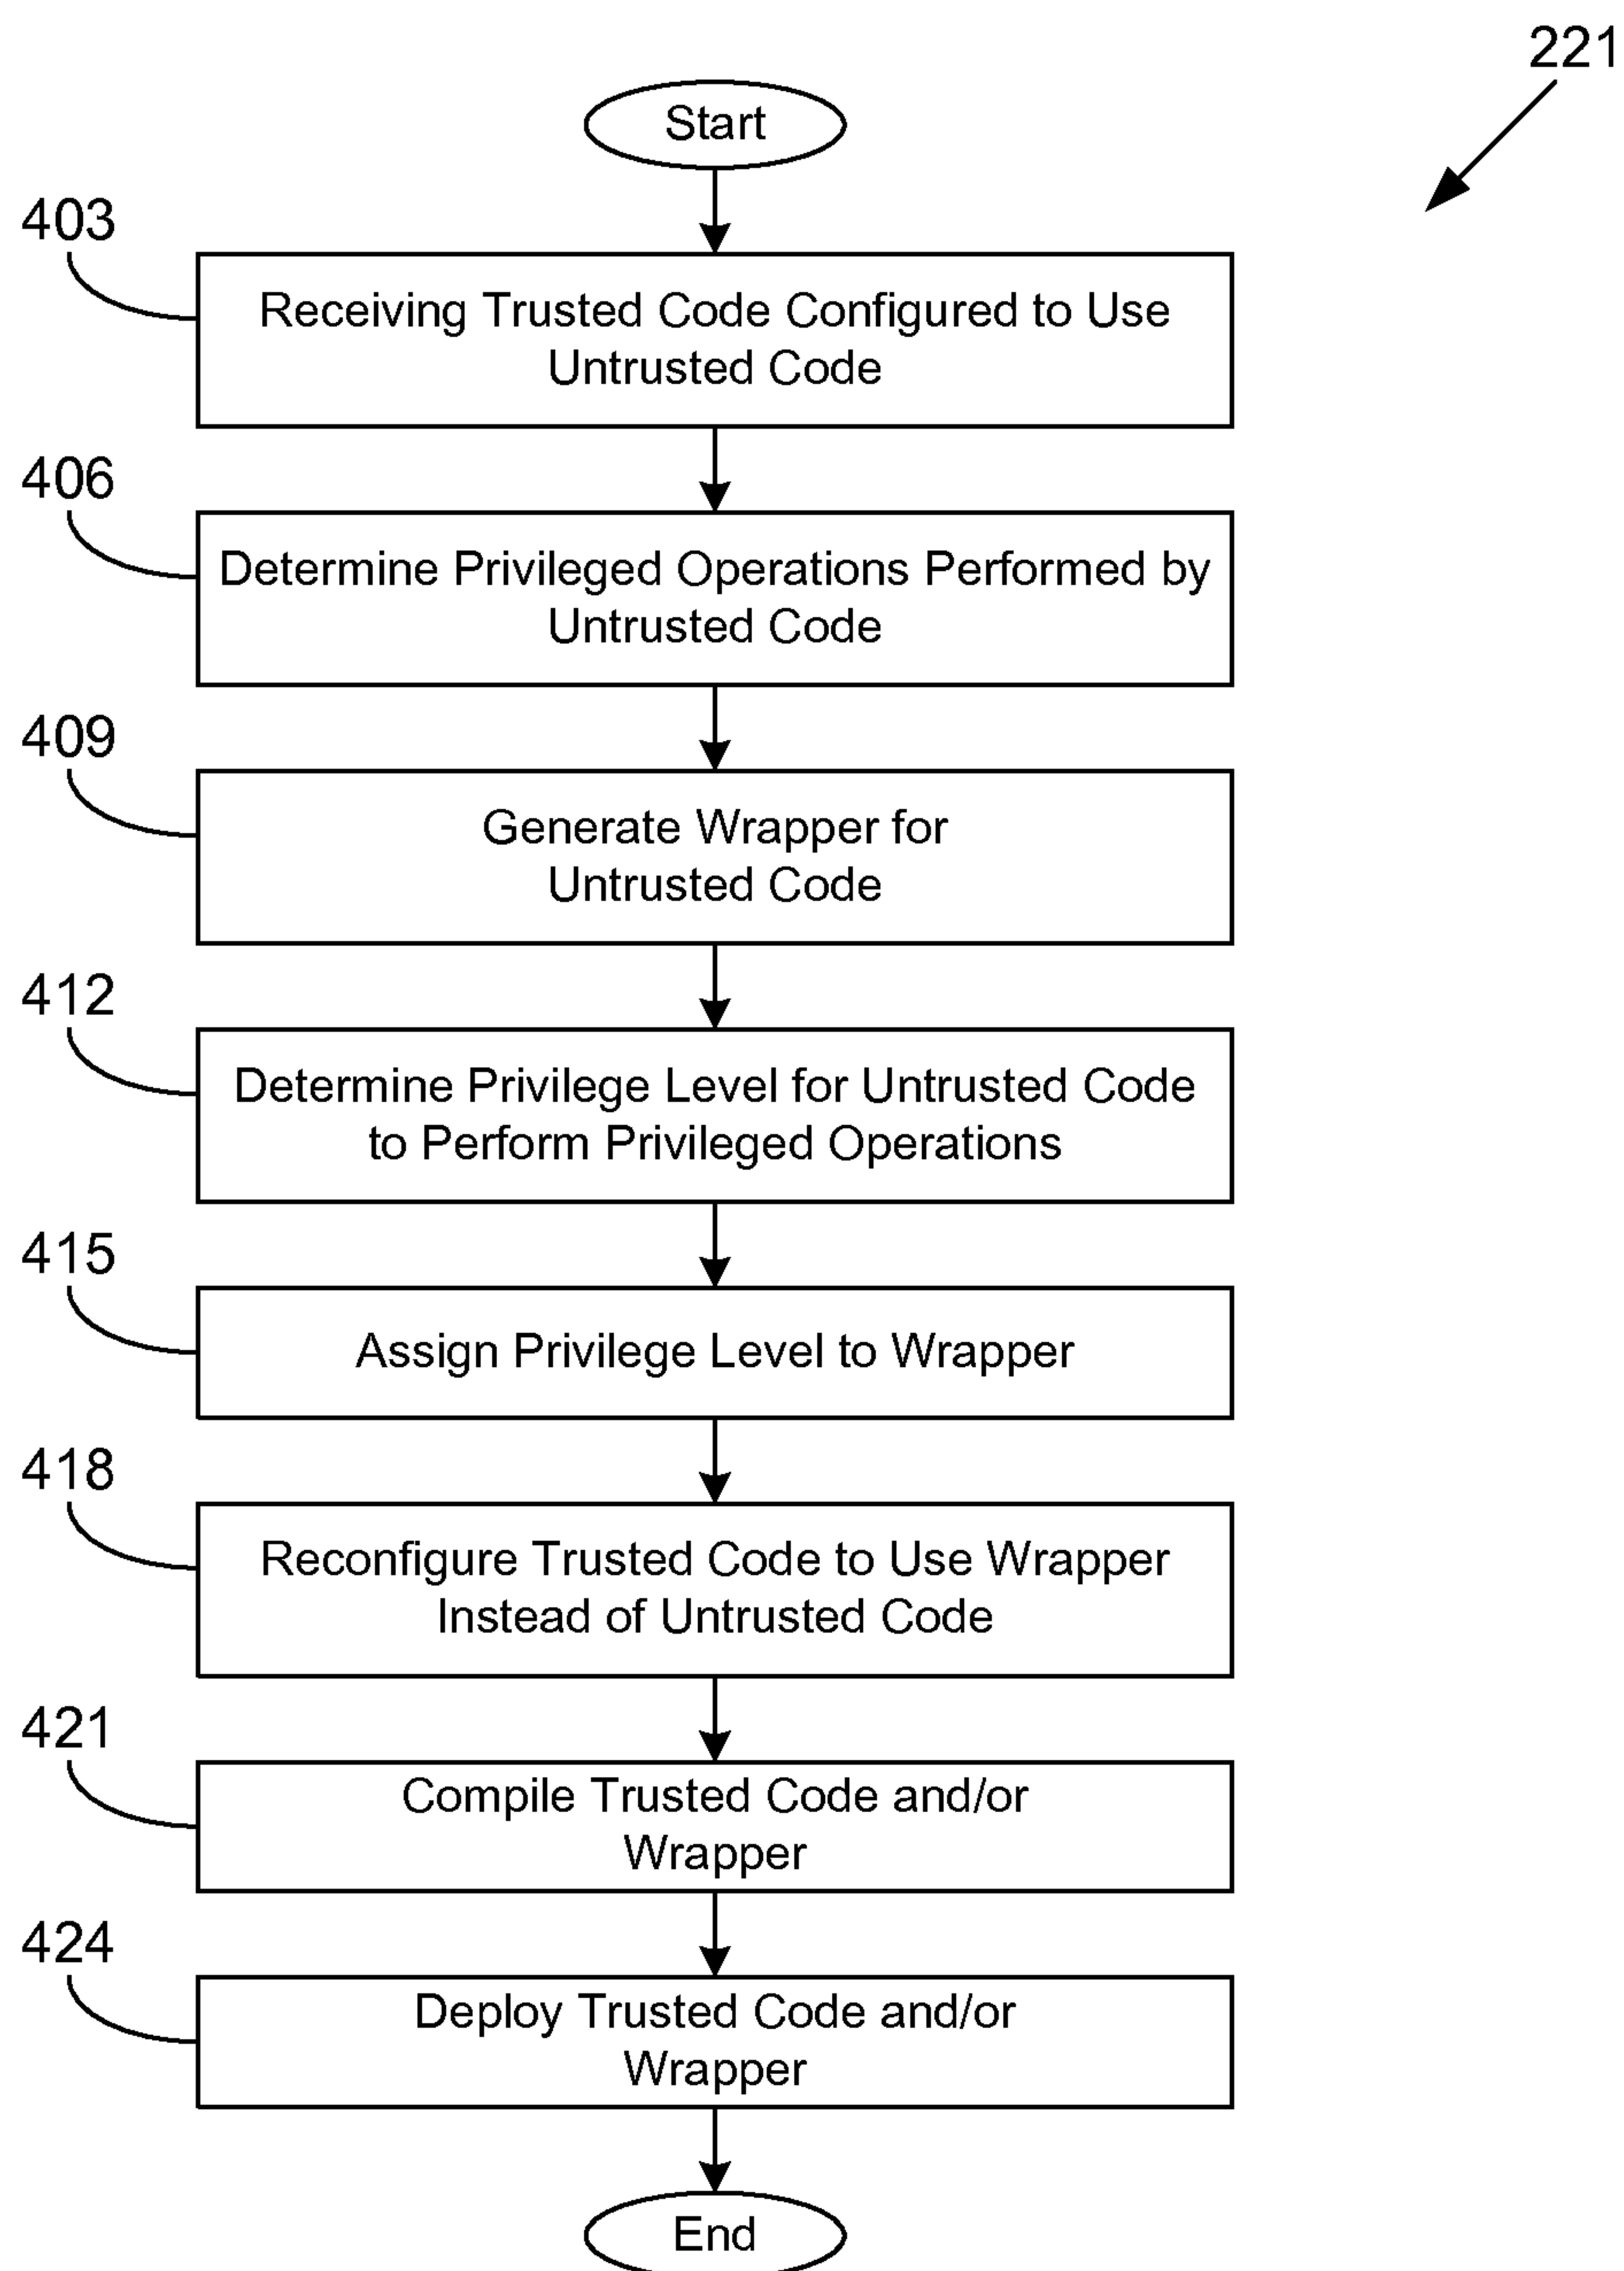 221
Start
403
Receiving Trusted Code Configured to Use
Untrusted Code
406
Determine Privileged Operations Performed by
Untrusted Code
409
Generate Wrapper for
Untrusted Code
412
Determine Privilege Level for Untrusted Code
to Perform Privileged Operations
415
Assign Privilege Level to Wrapper
418
Reconfigure Trusted Code to Use Wrapper
Instead of Untrusted Code
421
Compile Trusted Code and/or
Wrapper
424
Deploy Trusted Code and/or
Wrapper
End